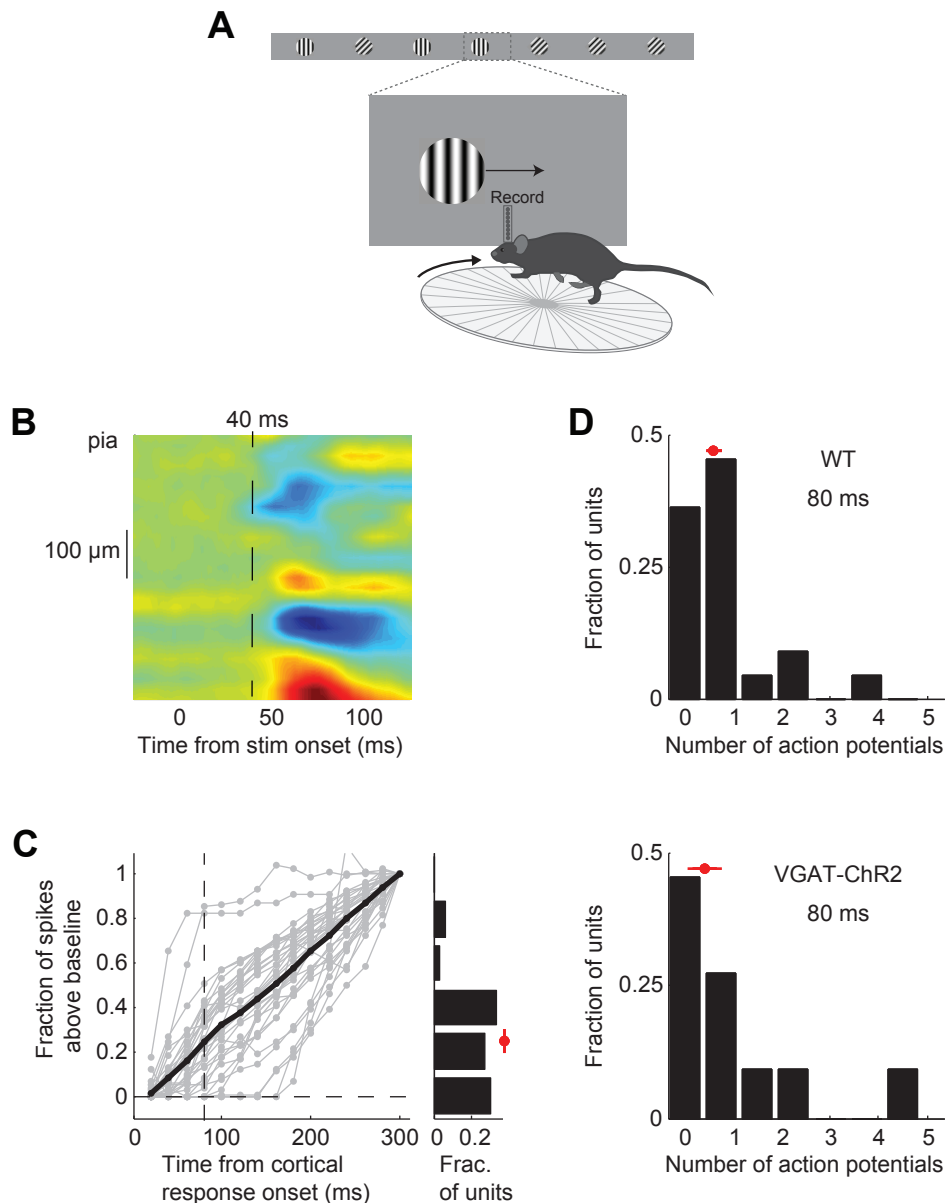 A
Record
B
40 ms
pia
100 µm
0
50
100
Time from stim onset (ms)
C
1
0.8
0.6
0.4
0.2
0
Fraction of spikes
above baseline
0
100
200
300
Time from cortical
response onset (ms)
0
0.2
Frac.
of units
D
0.5
0.25
0
Fraction of units
WT
80 ms
0
1
2
3
4
5
Number of action potentials
0.5
0.25
0
Fraction of units
VGAT-ChR2
80 ms
0
1
2
3
4
5
Number of action potentials